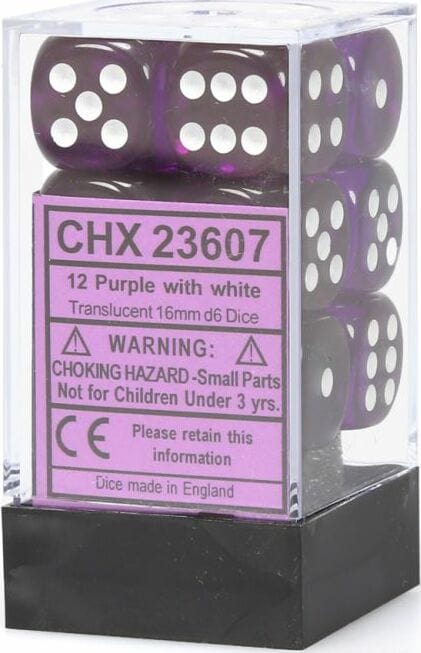 CHX 23607
12 Purple with white
Translucent 16mm d6 Dice
WARNING:
CHOKING HAZARD -Small Parts
Not for Children Under 3 yrs.
CE
Please retain this
information
Dice made in England